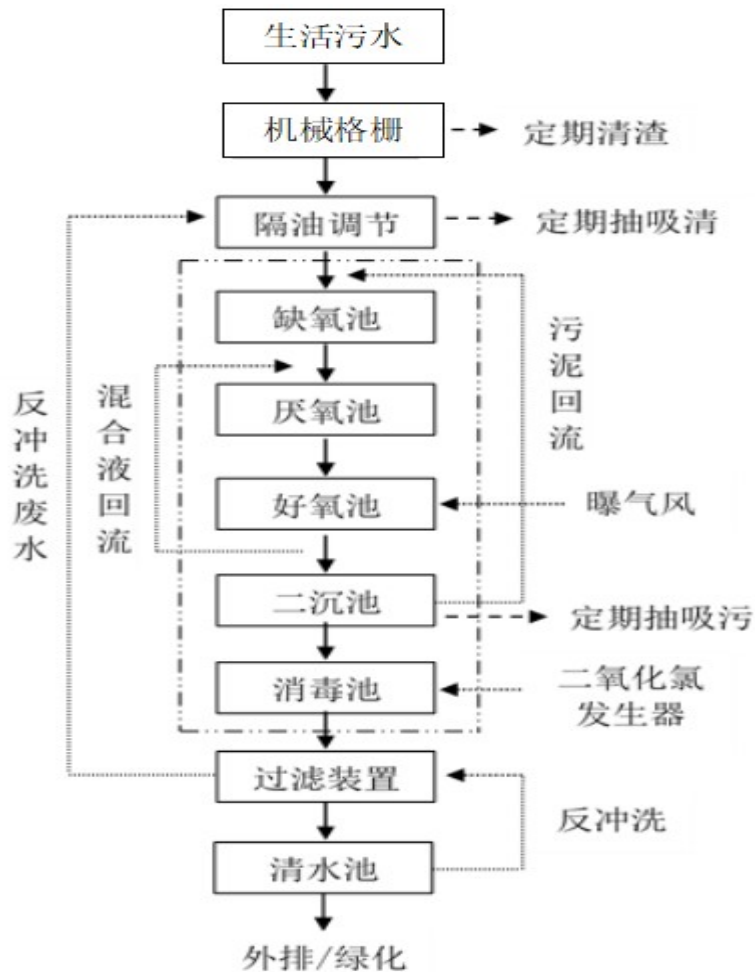 生活污水
机械格栅
定期清渣
隔油调节
定期抽吸清
缺氧池
污泥回流
厌氧池
混合液回流
反冲洗废水
好氧池
曝气风
二沉池
定期抽吸污
消毒池
二氧化氯
发生器
过滤装置
反冲洗
清水池
外排/绿化